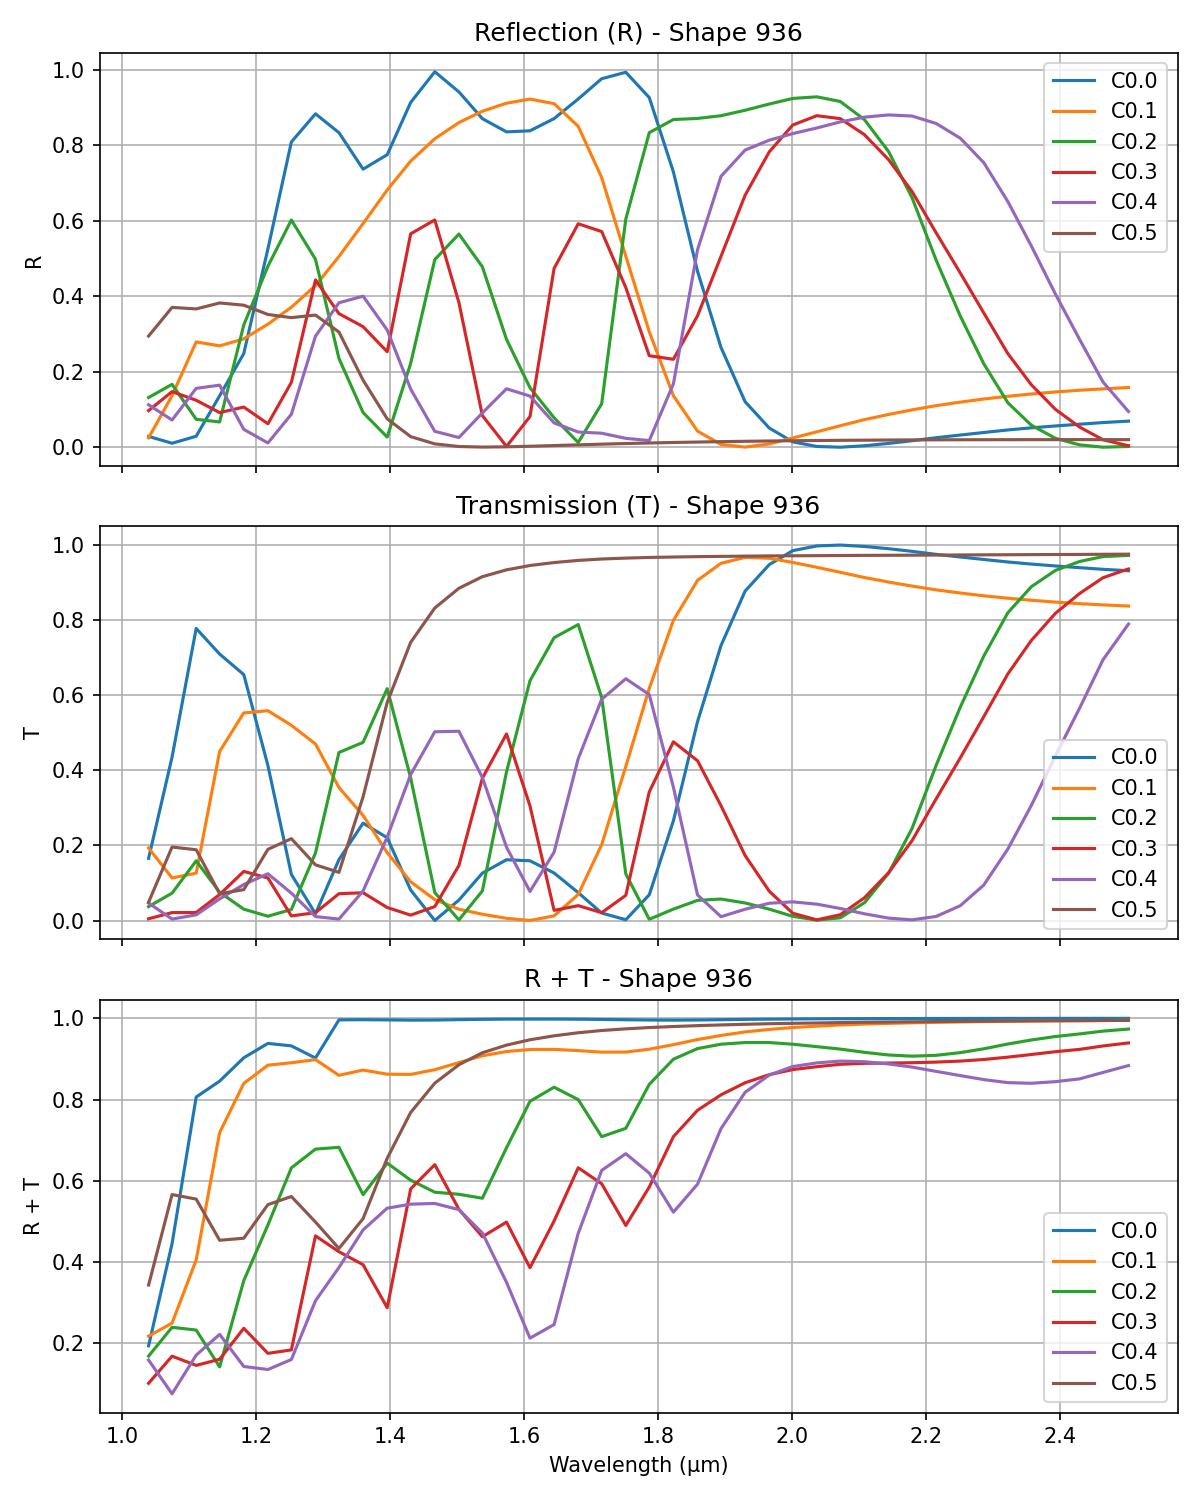 Reflection (R) - Shape 936
1.0
0.8
0.6
0.4
0.2
0.0
R
C0.0
C0.1
C0.2
C0.3
C0.4
C0.5
Transmission (T) - Shape 936
1.0
0.8
0.6
0.4
0.2
0.0
T
C0.0
C0.1
C0.2
C0.3
C0.4
C0.5
R + T - Shape 936
1.0
0.8
0.6
0.4
0.2
R + T
C0.0
C0.1
C0.2
C0.3
C0.4
C0.5
1.0 1.2 1.4 1.6 1.8 2.0 2.2 2.4
Wavelength (μm)